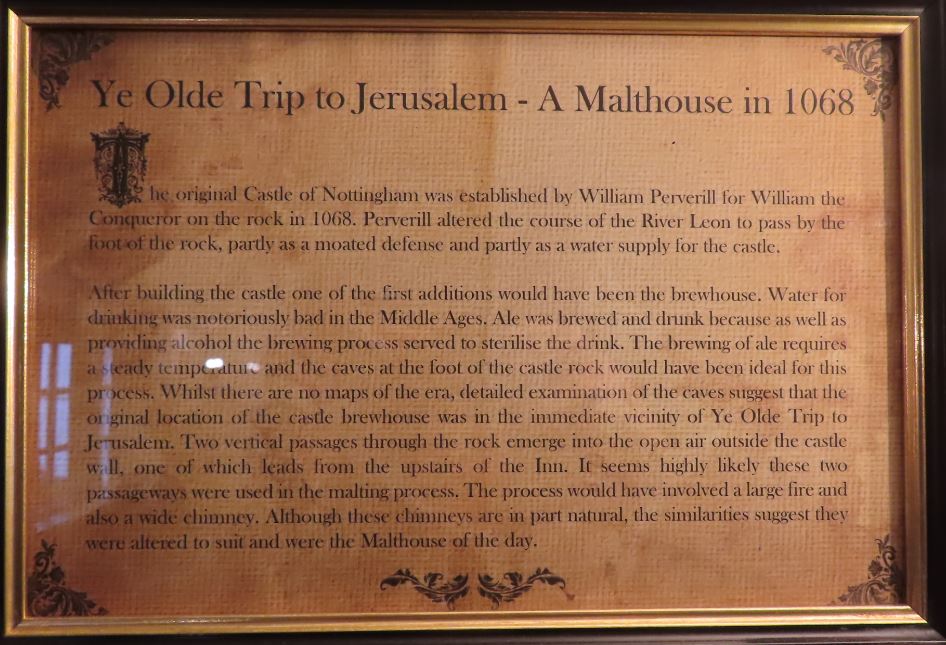 Ye Olde Trip to Jerusalem - A Malthouse in 1068
The original Castle of Nottingham was established by William Perverill for William the
Conqueror on the rock in 1068. Perverill altered the course of the River Leon to pass by the
foot of the rock, partly as a moated defense and partly as a water supply for the castle.
After building the castle one of the first additions would have been the brewhouse. Water for
drinking was notoriously bad in the Middle Ages. Ale was brewed and drunk because as well as
providing alcohol the brewing process served to sterilise the drink. The brewing of ale requires
a steady temperature and the caves at the foot of the castle rock would have been ideal for this
process. Whilst there are no maps of the era, detailed examination of the caves suggest that the
original location of the castle brewhouse was in the immediate vicinity of Ye Olde Trip to
Jerusalem. Two vertical passages through the rock emerge into the open air outside the castle
wall, one of which leads from the upstairs of the Inn. It seems highly likely these two
passageways were used in the malting process. The process would have involved a large fire and
also a wide chimney. Although these chimneys are in part natural, the similarities suggest they
were altered to suit and were the Malthouse of the day.